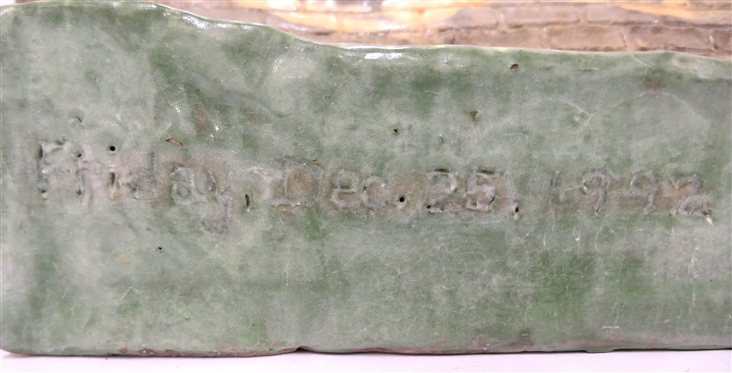 Friday, Dec. 25, 1992